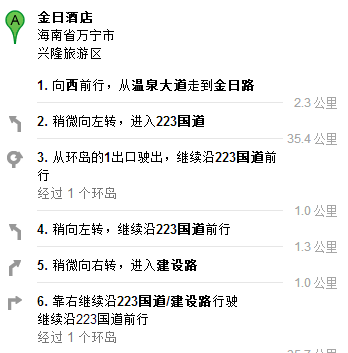 A
金日酒店
海南省万宁市
兴隆旅游区
1. 向西前行，从温泉大道走到金日路
2.3 公里
2. 稍微向左转，进入223国道
35.4 公里
3. 从环岛的1出口驶出，继续沿223国道前
行
经过 1 个环岛
1.0 公里
4. 稍向左转，继续沿223国道前行
1.3 公里
5. 稍微向右转，进入建设路
1.0 公里
6. 靠右继续沿223国道/建设路行驶
继续沿223国道前行
经过 1 个环岛
35.7 公里